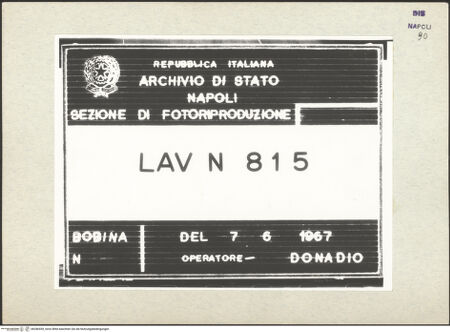 DIS
NAPOLI
90
REPUBBLICA ITALIANA
ARCHIVIO DI STATO
NAPOLI
SEZIONE DI FOTORIPRODUZIONE
LAV N 815
BOBINA DEL 7 6 1967
N OPERATORE - DONADIO